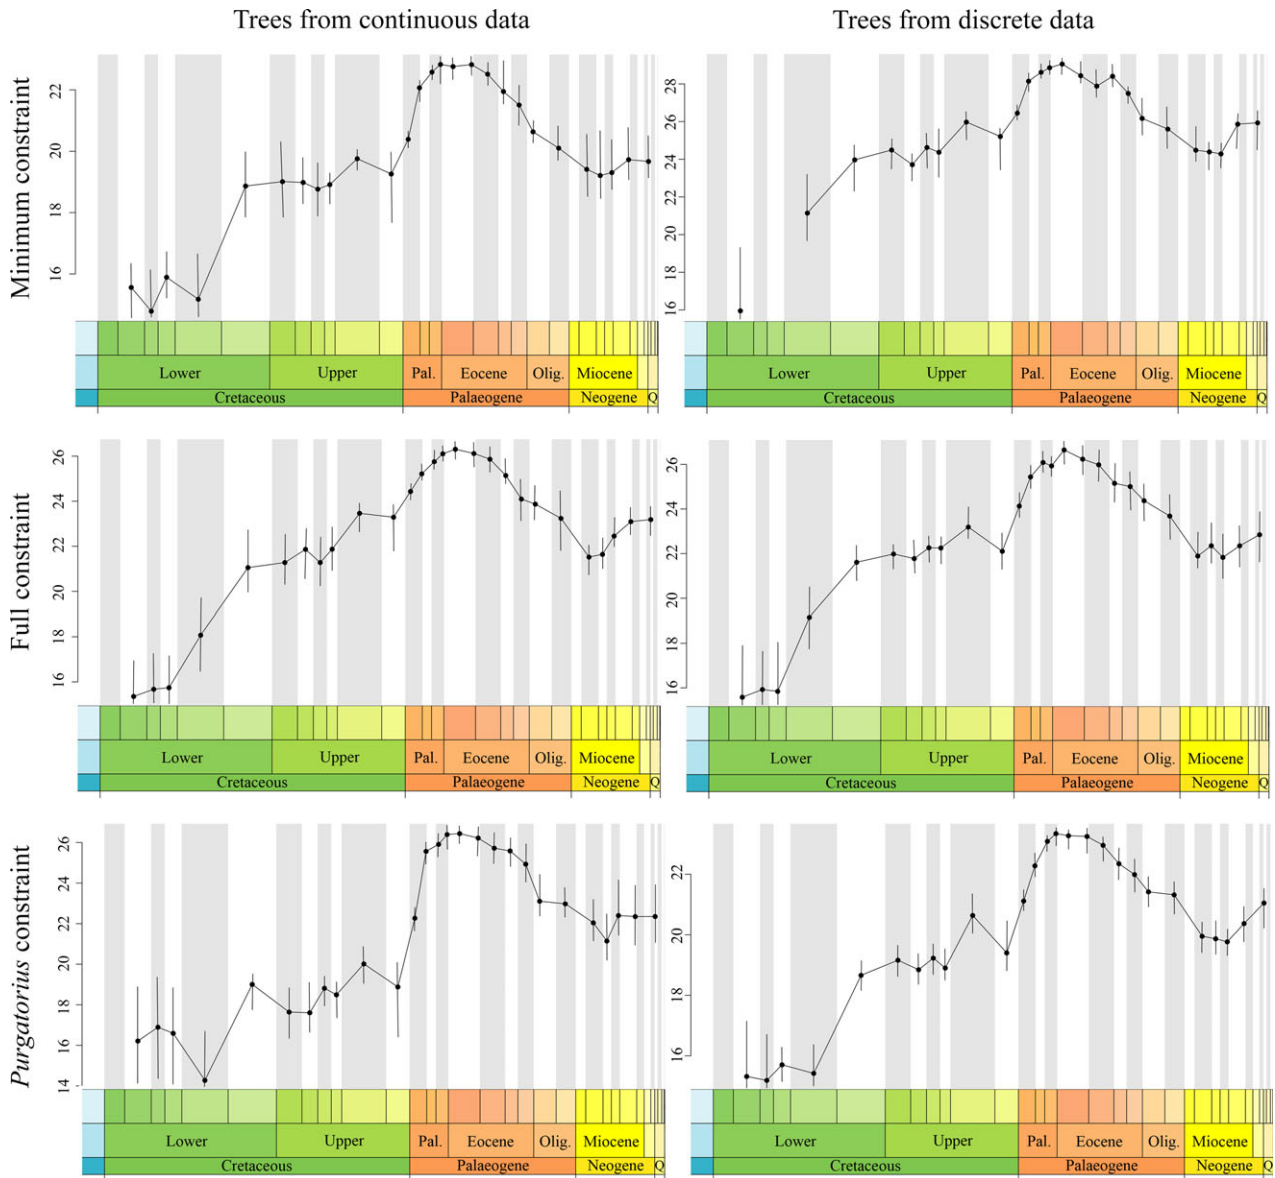 Trees from continuous data
Trees from discrete data
Minimum constraint
22
20
18
16
Lower
Upper
Pal.
Eocene
Olig.
Miocene
Cretaceous
Palaeogene
Neogene
Q
28
26
24
22
20
18
16
Lower
Upper
Pal.
Eocene
Olig.
Miocene
Cretaceous
Palaeogene
Neogene
Q
Full constraint
26
24
22
20
18
16
Lower
Upper
Pal.
Eocene
Olig.
Miocene
Cretaceous
Palaeogene
Neogene
Q
26
24
22
20
18
16
Lower
Upper
Pal.
Eocene
Olig.
Miocene
Cretaceous
Palaeogene
Neogene
Q
Purgatorius constraint
26
24
22
20
18
16
14
Lower
Upper
Pal.
Eocene
Olig.
Miocene
Cretaceous
Palaeogene
Neogene
Q
22
20
18
16
Lower
Upper
Pal.
Eocene
Olig.
Miocene
Cretaceous
Palaeogene
Neogene
Q